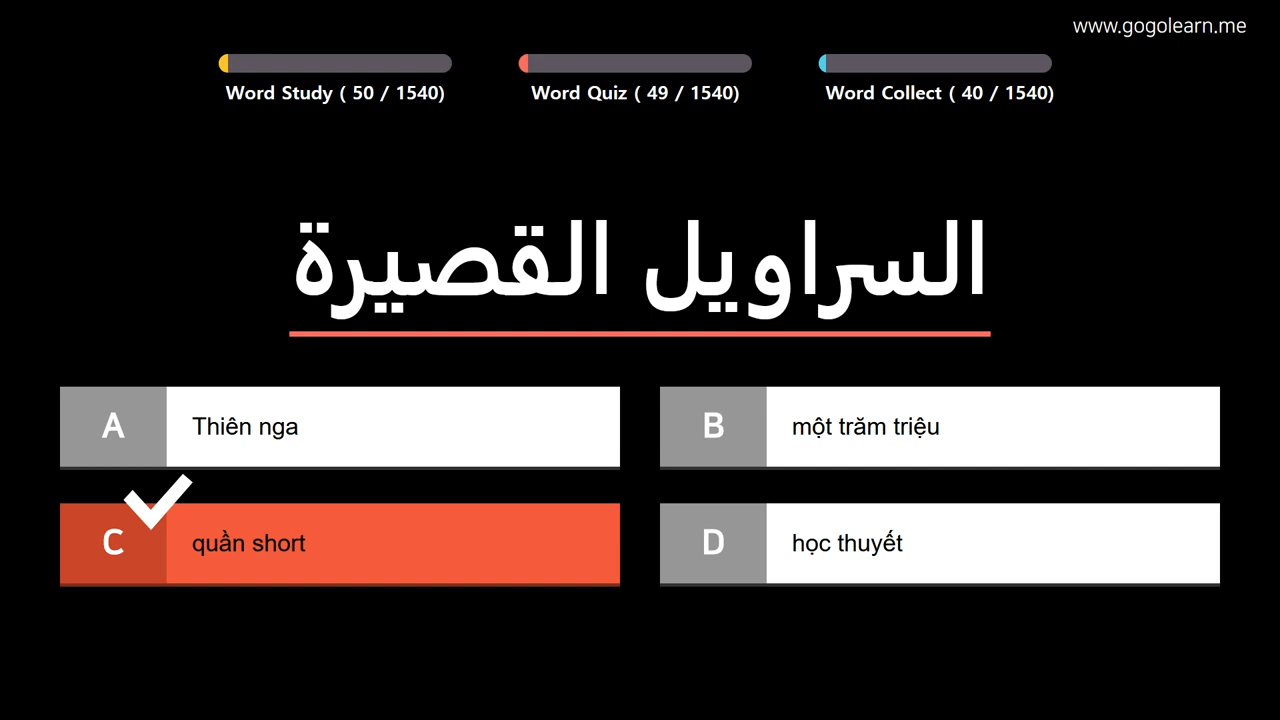 www.gogolearn.me
Word Study ( 50 / 1540)
Word Quiz ( 49 / 1540)
Word Collect ( 40 / 1540)
السراويل القصيرة
A
Thiên nga
B
một trăm triệu
C
quần short
D
học thuyết